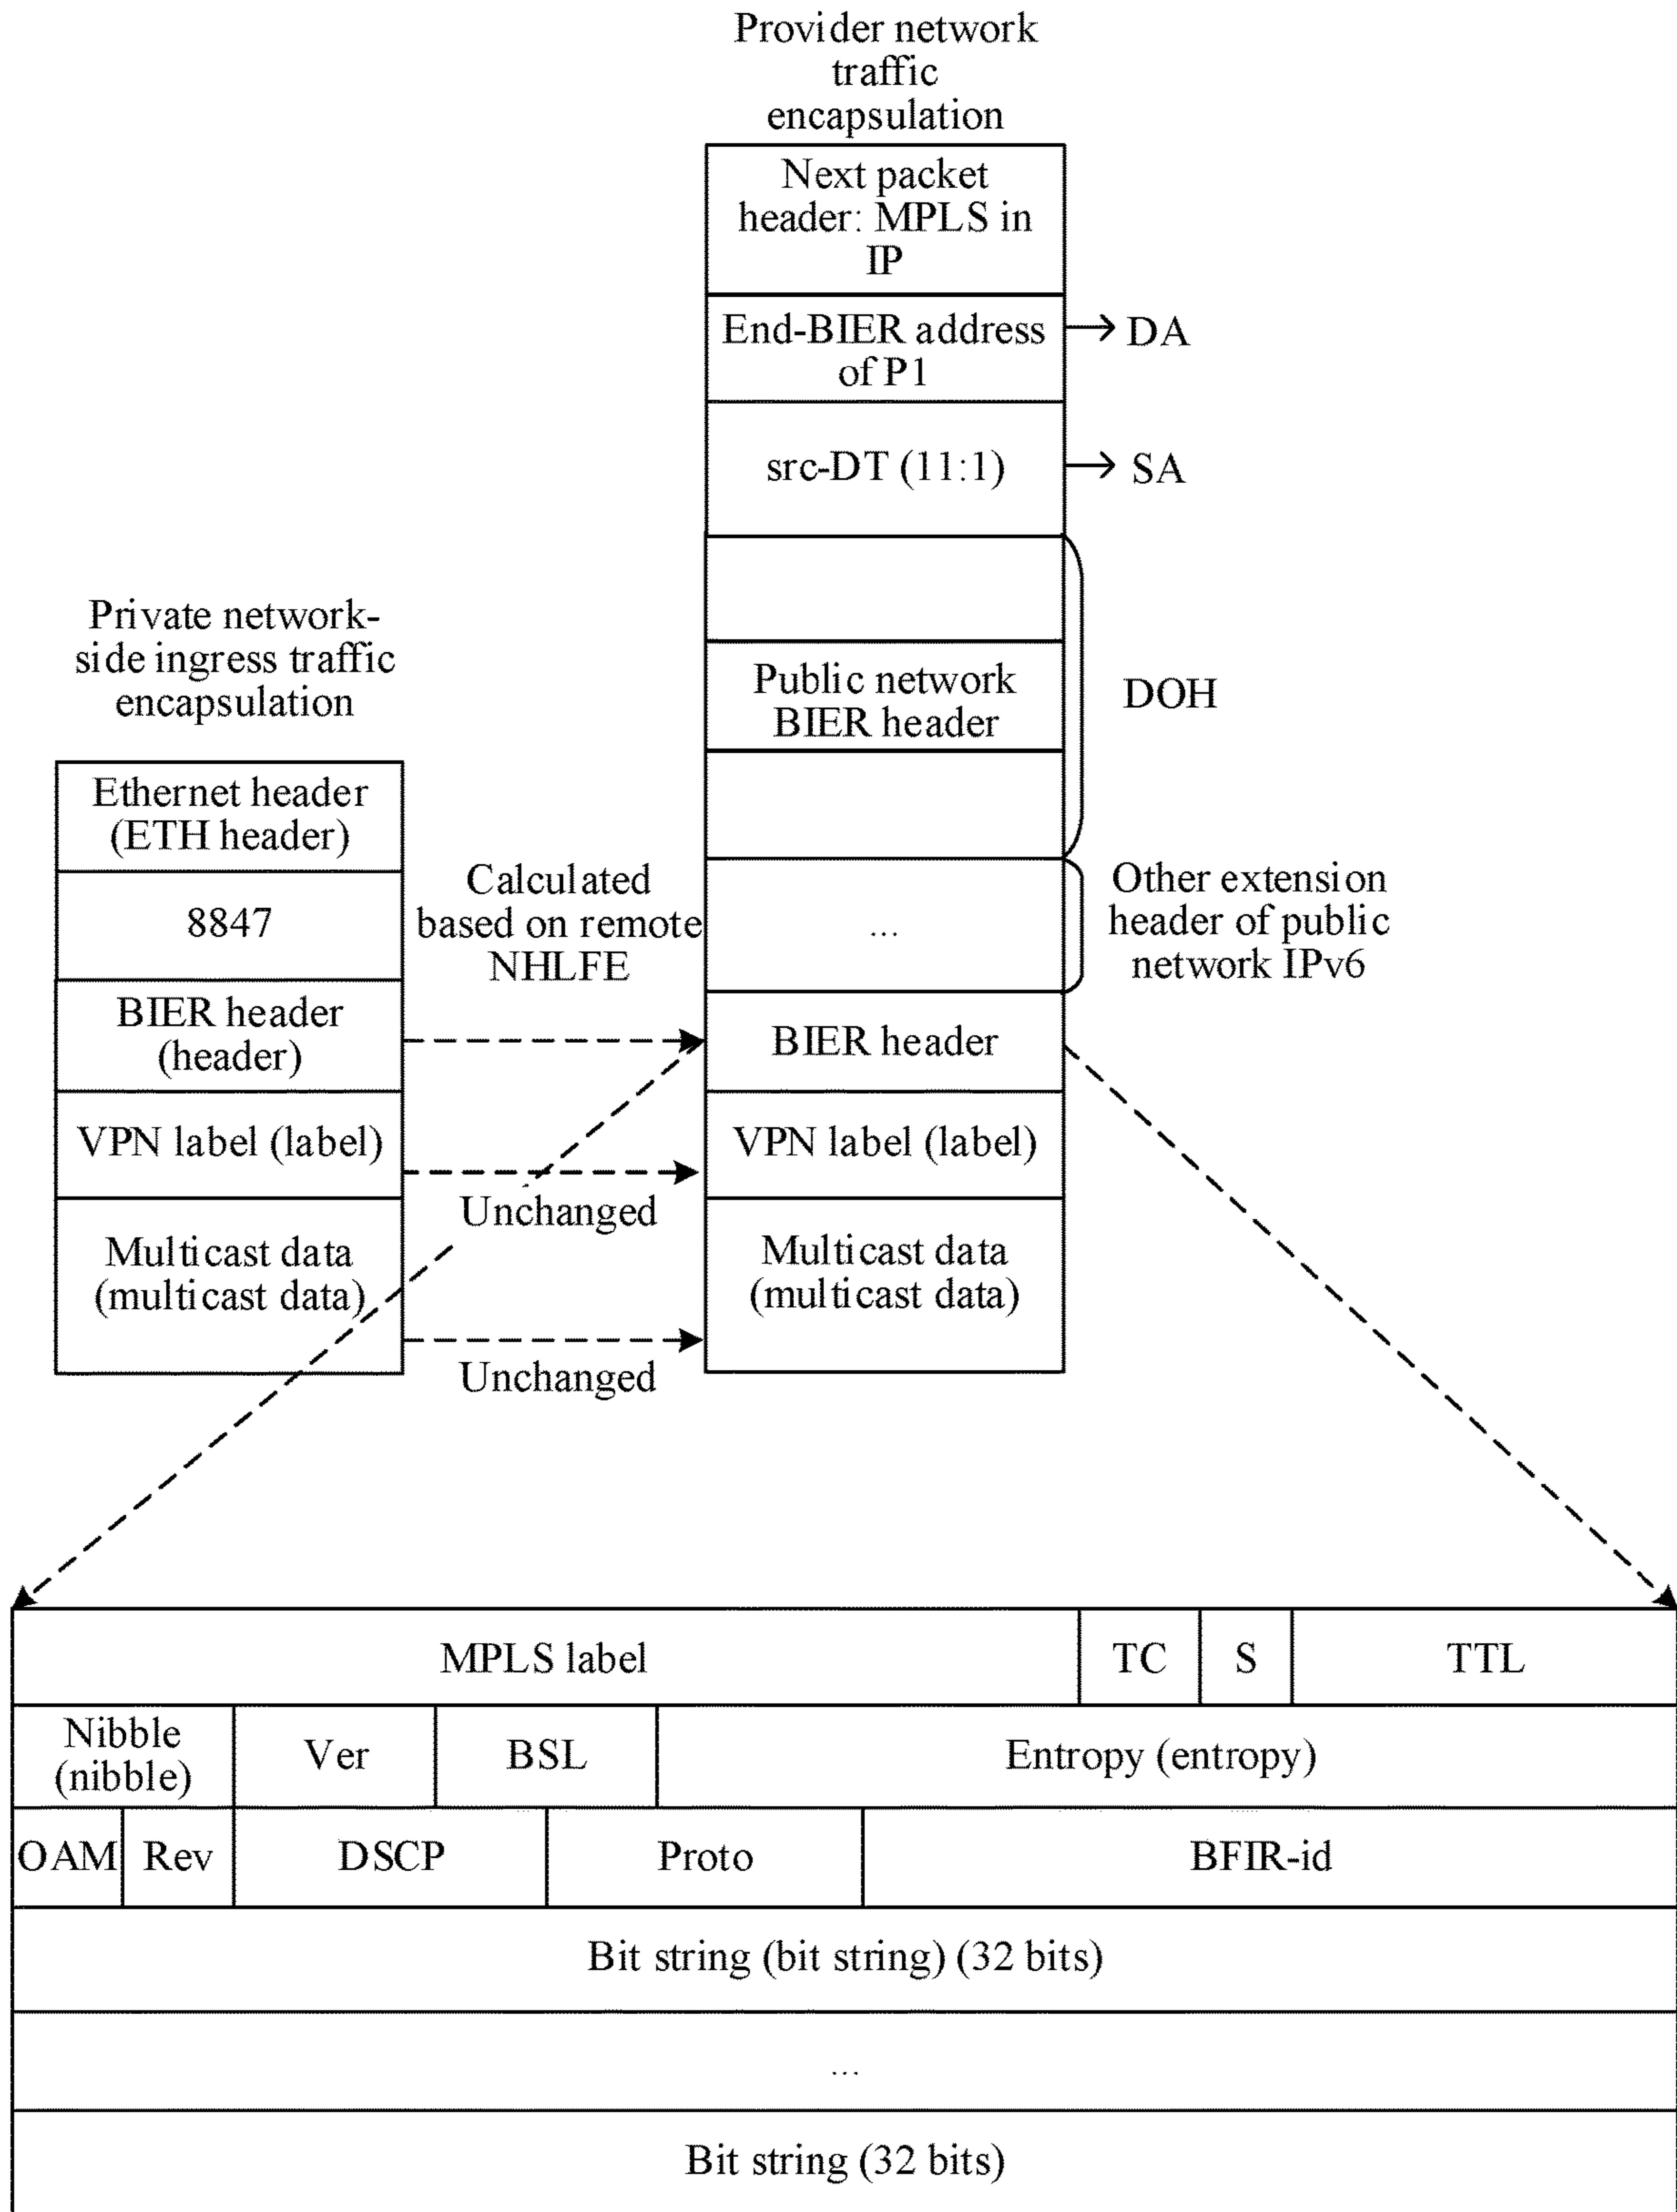 Provider network
traffic
encapsulation
Next packet
header: MPLS in
IP
End-BIER address
of P1
DA
src-DT (11:1)
SA
Public network
BIER header
DOH
...
Other extension
header of public
network IPv6
BIER header
VPN label (label)
Multicast data
(multicast data)
Private network-
side ingress traffic
encapsulation
Ethernet header
(ETH header)
8847
BIER header
(header)
VPN label (label)
Multicast data
(multicast data)
Calculated
based on remote
NHLFE
Unchanged
Unchanged
MPLS label TC S TTL
Nibble
(nibble)
Ver BSL Entropy (entropy)
OAM Rev DSCP Proto BFIR-id
Bit string (bit string) (32 bits)
...
Bit string (32 bits)